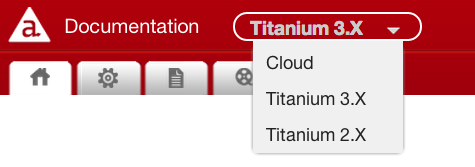 a Documentation Titanium 3.X
Cloud
Titanium 3.X
Titanium 2.X